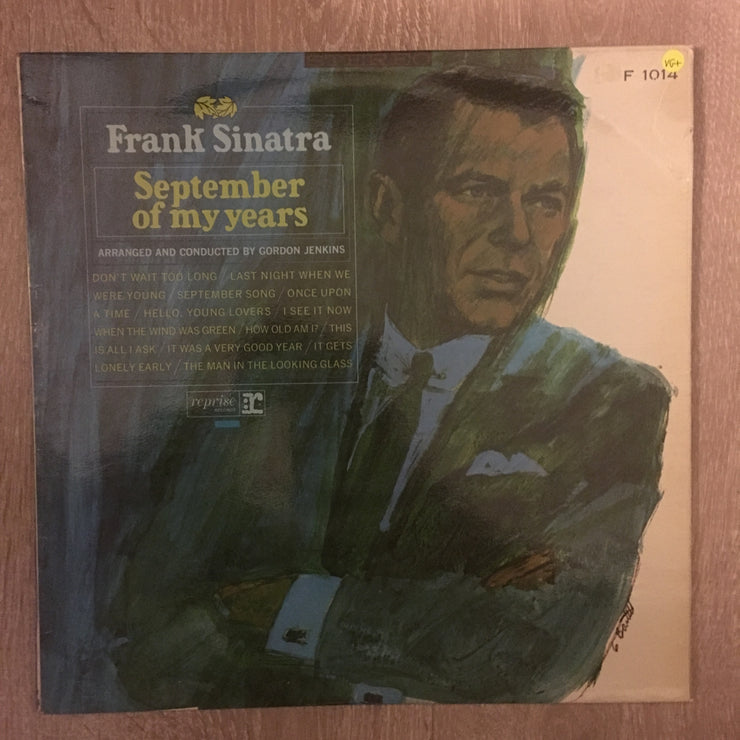 STEREO
VG+
F 1014
Frank Sinatra
September
of my years
ARRANGED AND CONDUCTED BY GORDON JENKINS
DON'T WAIT TOO LONG / LAST NIGHT WHEN WE
WERE YOUNG / SEPTEMBER SONG / ONCE UPON
A TIME / HELLO, YOUNG LOVERS / I SEE IT NOW
WHEN THE WIND WAS GREEN / HOW OLD AM I? / THIS
IS ALL I ASK / IT WAS A VERY GOOD YEAR / IT GETS
LONELY EARLY / THE MAN IN THE LOOKING GLASS
reprise
RECORDS
r